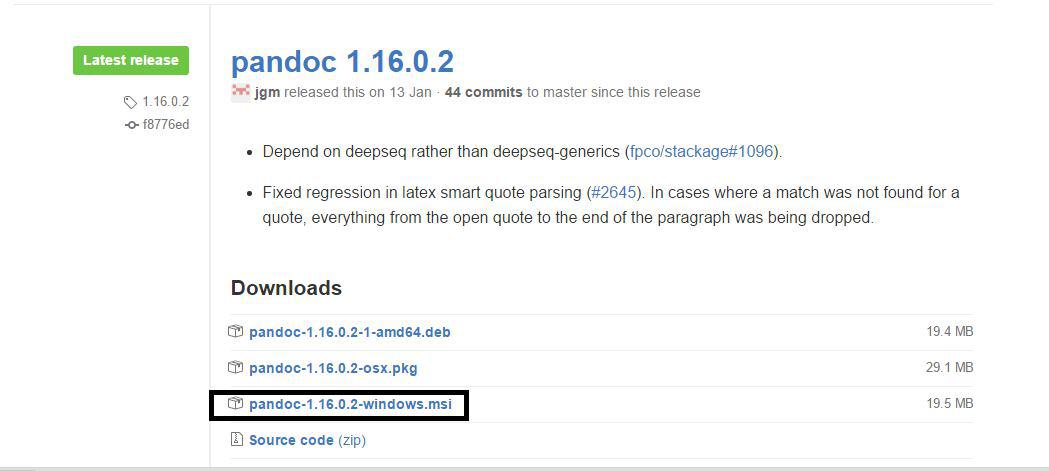 Latest release
1.16.0.2
f8776ed
pandoc 1.16.0.2
jgm released this on 13 Jan · 44 commits to master since this release
• Depend on deepseq rather than deepseq-generics (fpco/stackage#1096).
• Fixed regression in latex smart quote parsing (#2645). In cases where a match was not found for a
quote, everything from the open quote to the end of the paragraph was being dropped.
Downloads
pandoc-1.16.0.2-1-amd64.deb 19.4 MB
pandoc-1.16.0.2-osx.pkg 29.1 MB
pandoc-1.16.0.2-windows.msi 19.5 MB
Source code (zip)